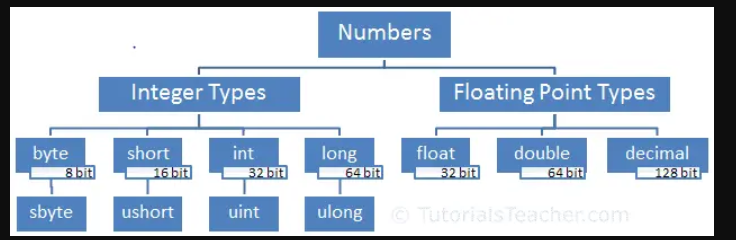 Numbers
Integer Types Floating Point Types
byte short int long float double decimal
8 bit 16 bit 32 bit 64 bit 32 bit 64 bit 128 bit
sbyte ushort uint ulong © TutorialsTeacher.com